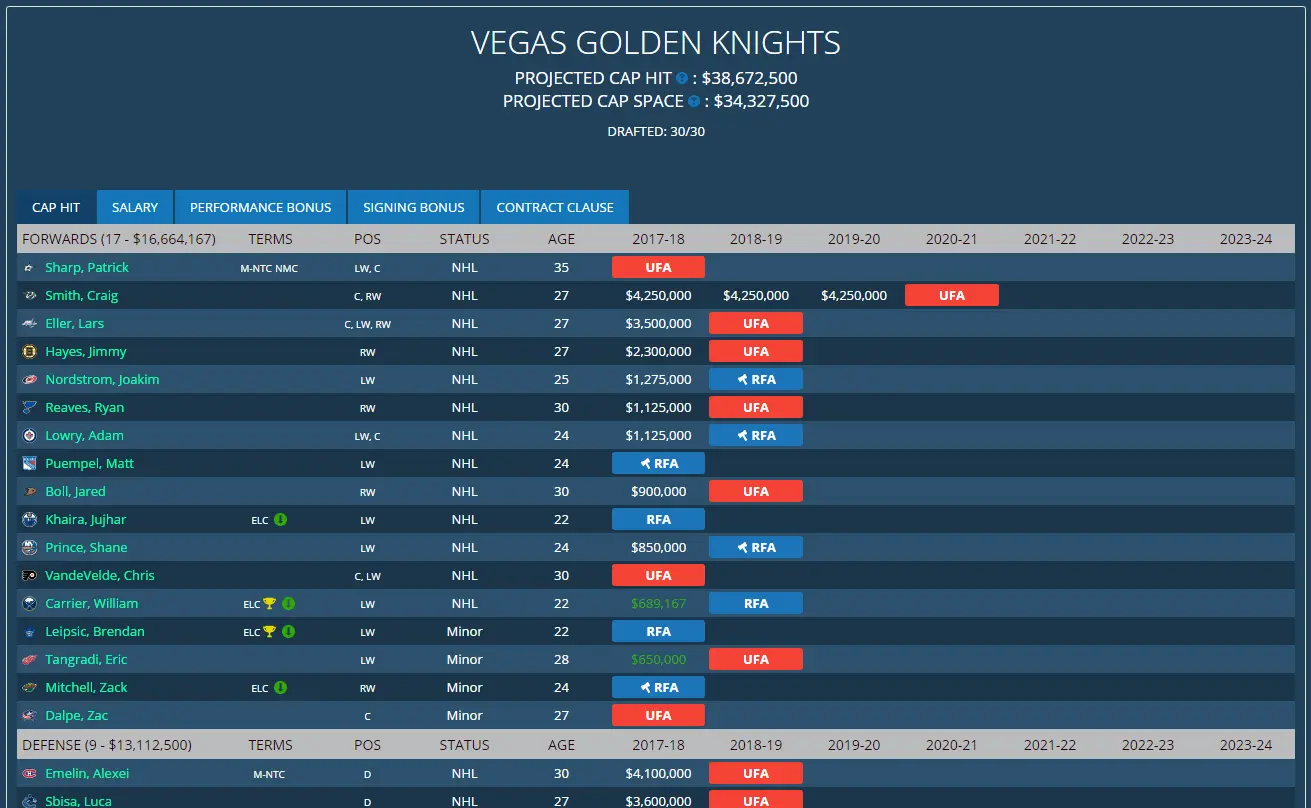 VEGAS GOLDEN KNIGHTS
PROJECTED CAP HIT ? : $38,672,500
PROJECTED CAP SPACE ? : $34,327,500
DRAFTED: 30/30
CAP HIT SALARY PERFORMANCE BONUS SIGNING BONUS CONTRACT CLAUSE
FORWARDS (17 - $16,664,167) TERMS POS STATUS AGE 2017-18 2018-19 2019-20 2020-21 2021-22 2022-23 2023-24
Sharp, Patrick M-NTC NMC LW, C NHL 35 UFA
Smith, Craig C, RW NHL 27 $4,250,000 $4,250,000 $4,250,000 UFA
Eller, Lars C, LW, RW NHL 27 $3,500,000 UFA
Hayes, Jimmy RW NHL 27 $2,300,000 UFA
Nordstrom, Joakim LW NHL 25 $1,275,000 RFA
Reaves, Ryan RW NHL 30 $1,125,000 UFA
Lowry, Adam LW, C NHL 24 $1,125,000 RFA
Puempel, Matt LW NHL 24 RFA
Boll, Jared RW NHL 30 $900,000 UFA
Khaira, Jujhar ELC LW NHL 22 RFA
Prince, Shane LW NHL 24 $850,000 RFA
VandeVelde, Chris C, LW NHL 30 UFA
Carrier, William ELC LW NHL 22 $689,167 RFA
Leipsic, Brendan ELC LW Minor 22 RFA
Tangradi, Eric LW Minor 28 $650,000 UFA
Mitchell, Zack ELC RW Minor 24 RFA
Dalpe, Zac C Minor 27 UFA
DEFENSE (9 - $13,112,500) TERMS POS STATUS AGE 2017-18 2018-19 2019-20 2020-21 2021-22 2022-23 2023-24
Emelin, Alexei M-NTC D NHL 30 $4,100,000 UFA
Sbisa, Luca D NHL 27 $3,600,000 UFA